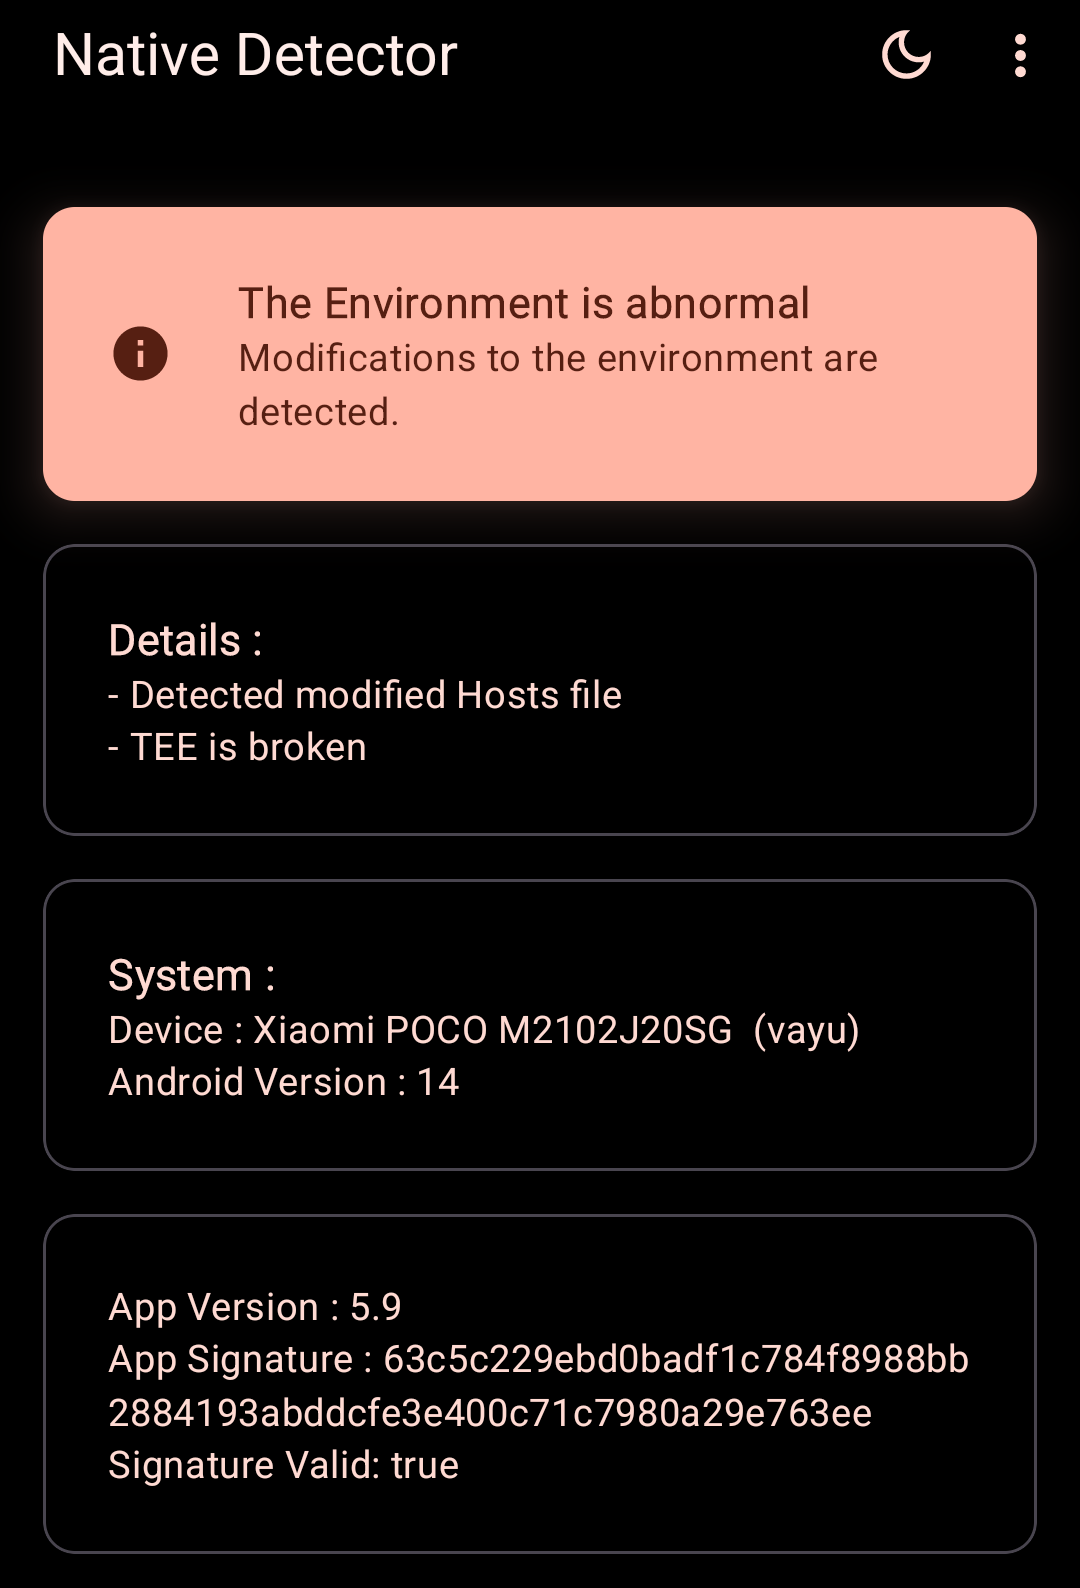 Native Detector
The Environment is abnormal
Modifications to the environment are
detected.
Details :
- Detected modified Hosts file
- TEE is broken
System :
Device : Xiaomi POCO M2102J20SG  (vayu)
Android Version : 14
App Version : 5.9
App Signature : 63c5c229ebd0badf1c784f8988bb
2884193abddcfe3e400c71c7980a29e763ee
Signature Valid: true